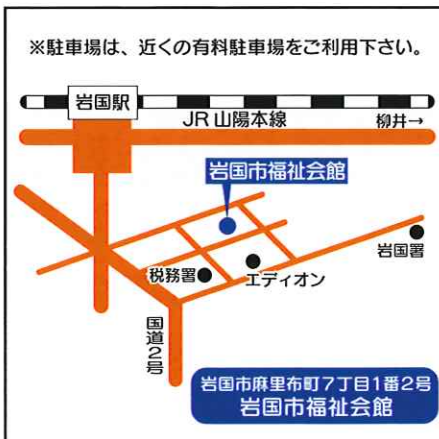 ※駐車場は、近くの有料駐車場をご利用下さい。
岩国駅
JR山陽本線
柳井→
岩国市福祉会館
岩国署
税務署
エディオン
国道2号
岩国市麻里布町7丁目1番2号
岩国市福祉会館